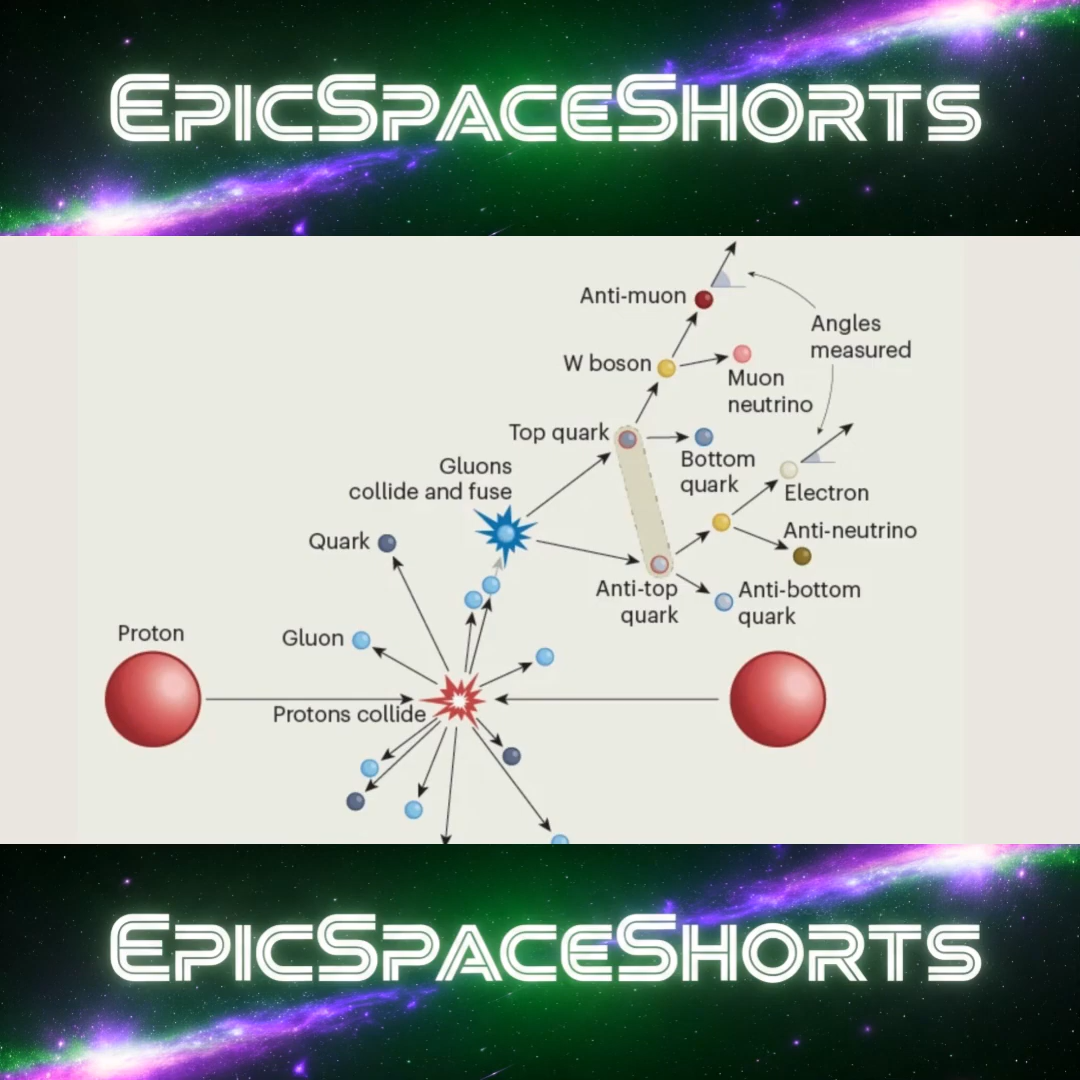 EPICSPACESHORTS
Anti-muon
Angles
measured
W boson
Muon
neutrino
Top quark
Bottom
quark
Gluons
collide and fuse
Electron
Quark
Anti-neutrino
Anti-top
quark
Anti-bottom
quark
Proton
Gluon
Protons collide
EPICSPACESHORTS